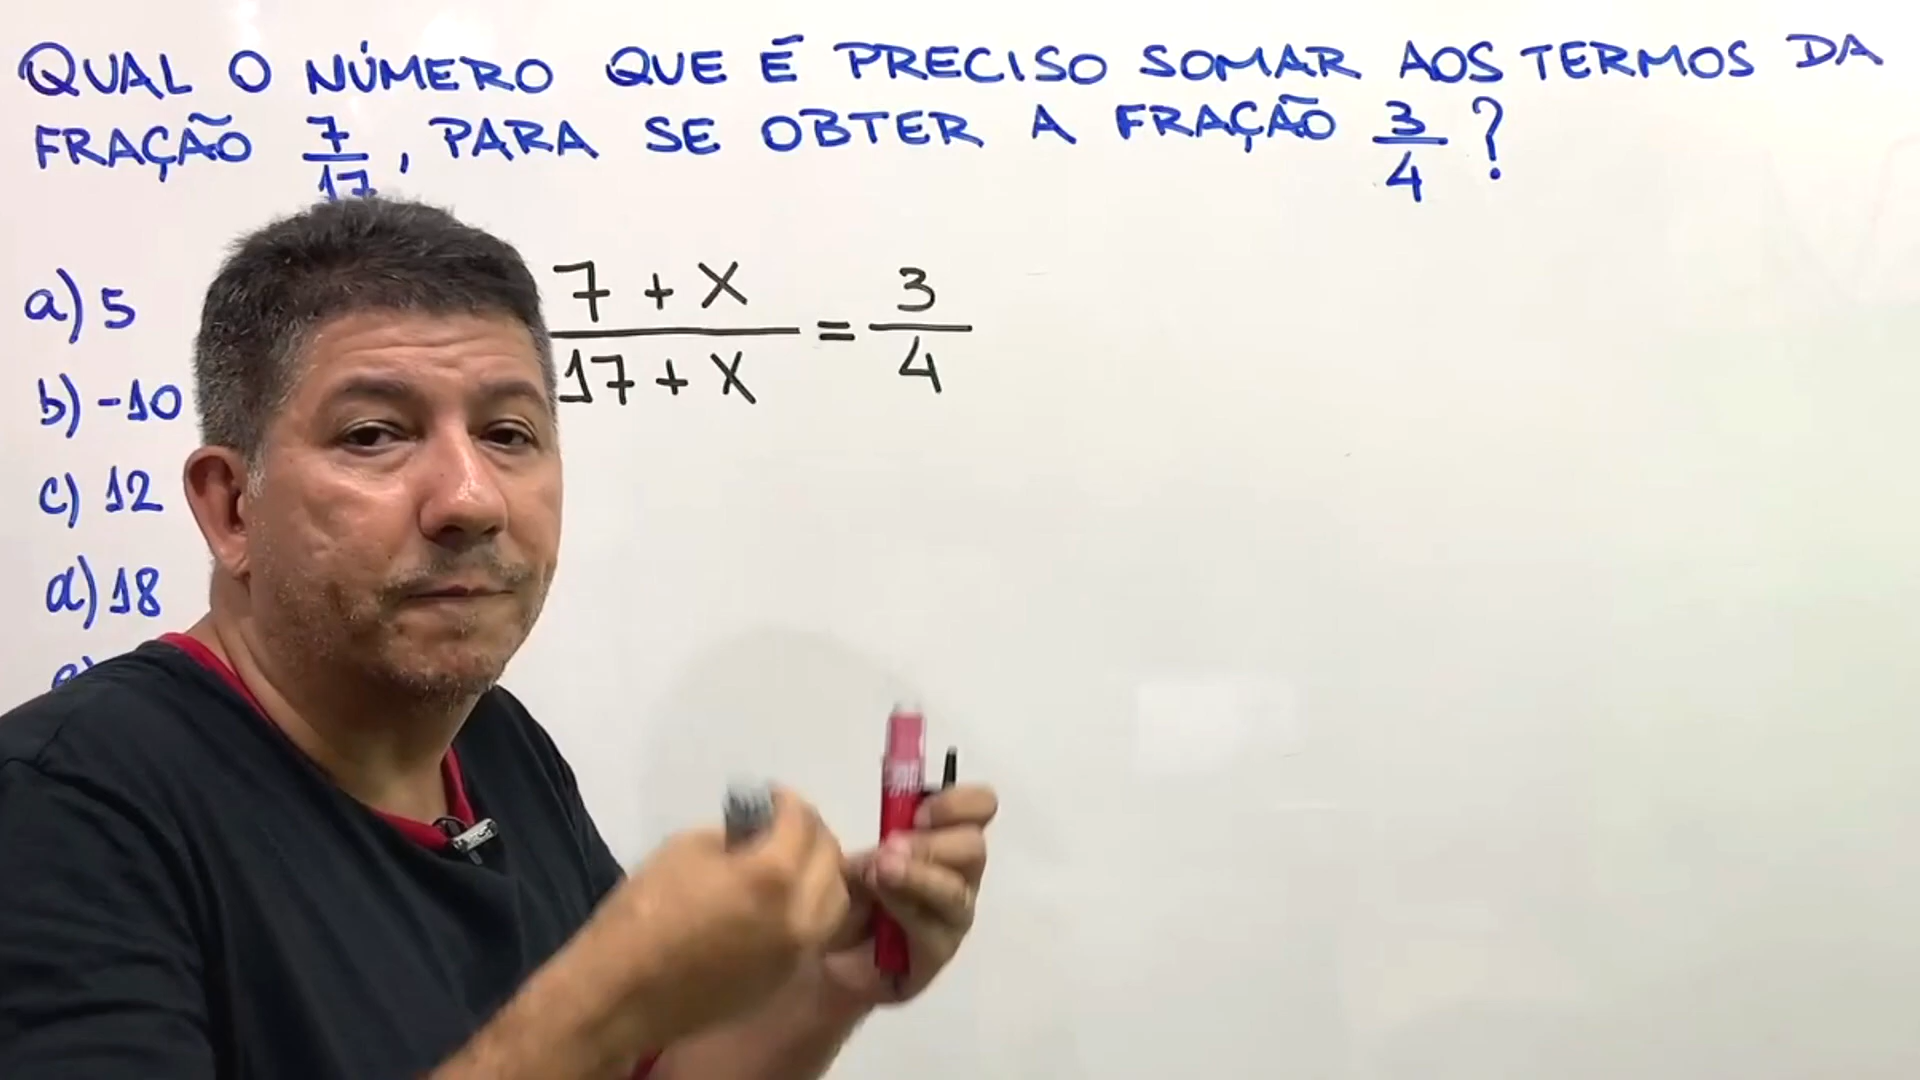 QUAL O NÚMERO QUE É PRECISO SOMAR AOS TERMOS DA
FRAÇÃO 7/17, PARA SE OBTER A FRAÇÃO 3/4?
a) 5
b) -10
c) 12
d) 18
7 + X
17 + X
=
3
4